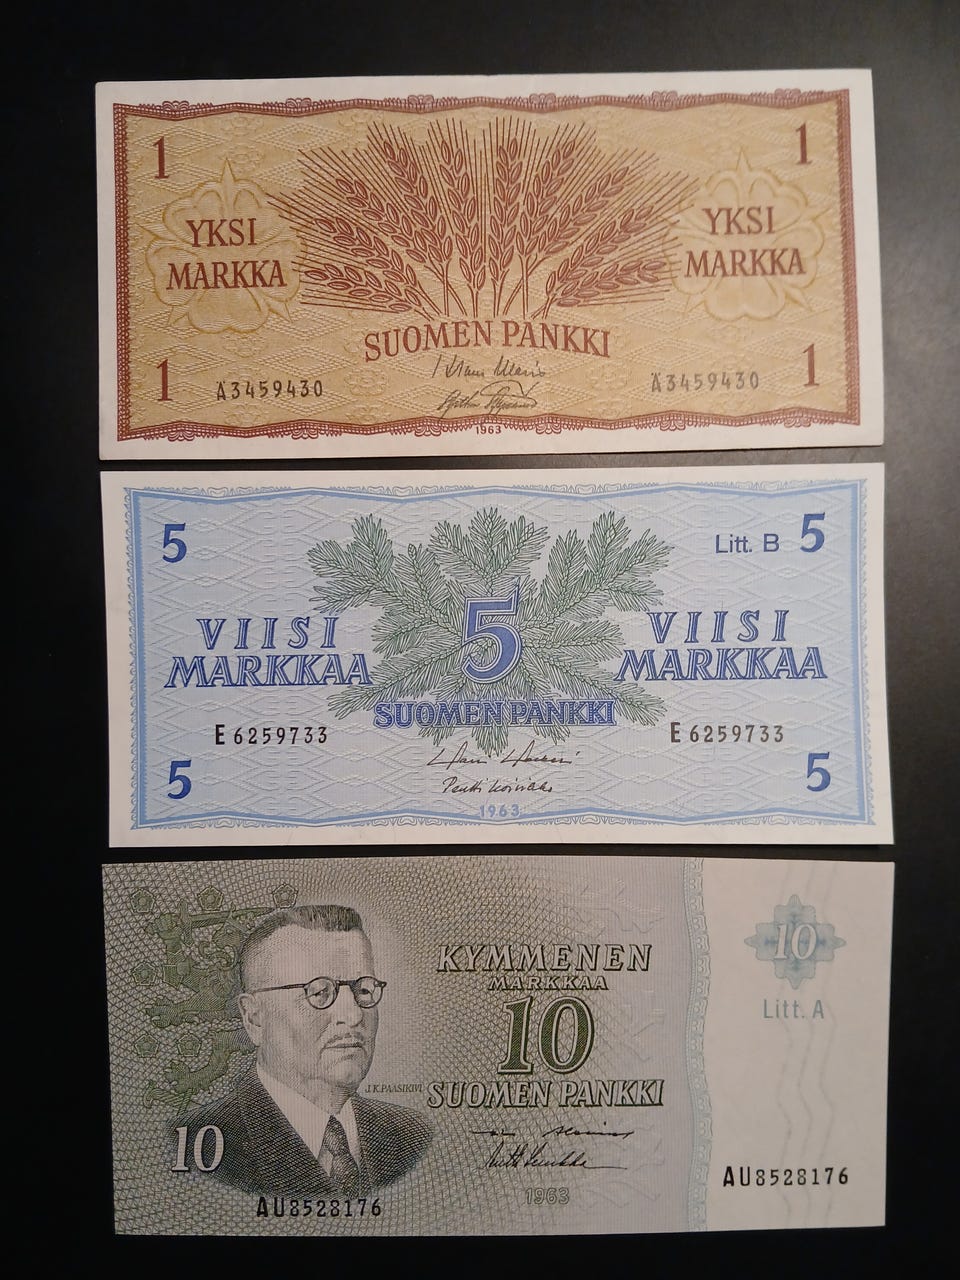 1 1
YKSI YKSI
MARKKA MARKKA
SUOMEN PANKKI
1 1
Ä3459430 Ä3459430
1963
5 Litt. B 5
VIISI VIISI
5
MARKKAA MARKKAA
SUOMEN PANKKI
E 6259733 E 6259733
5 5
1963
KYMMENEN
MARKKAA
10
10
Litt. A
J.K.PAASIKIVI
SUOMEN PANKKI
10
1963
AU8528176
AU8528176